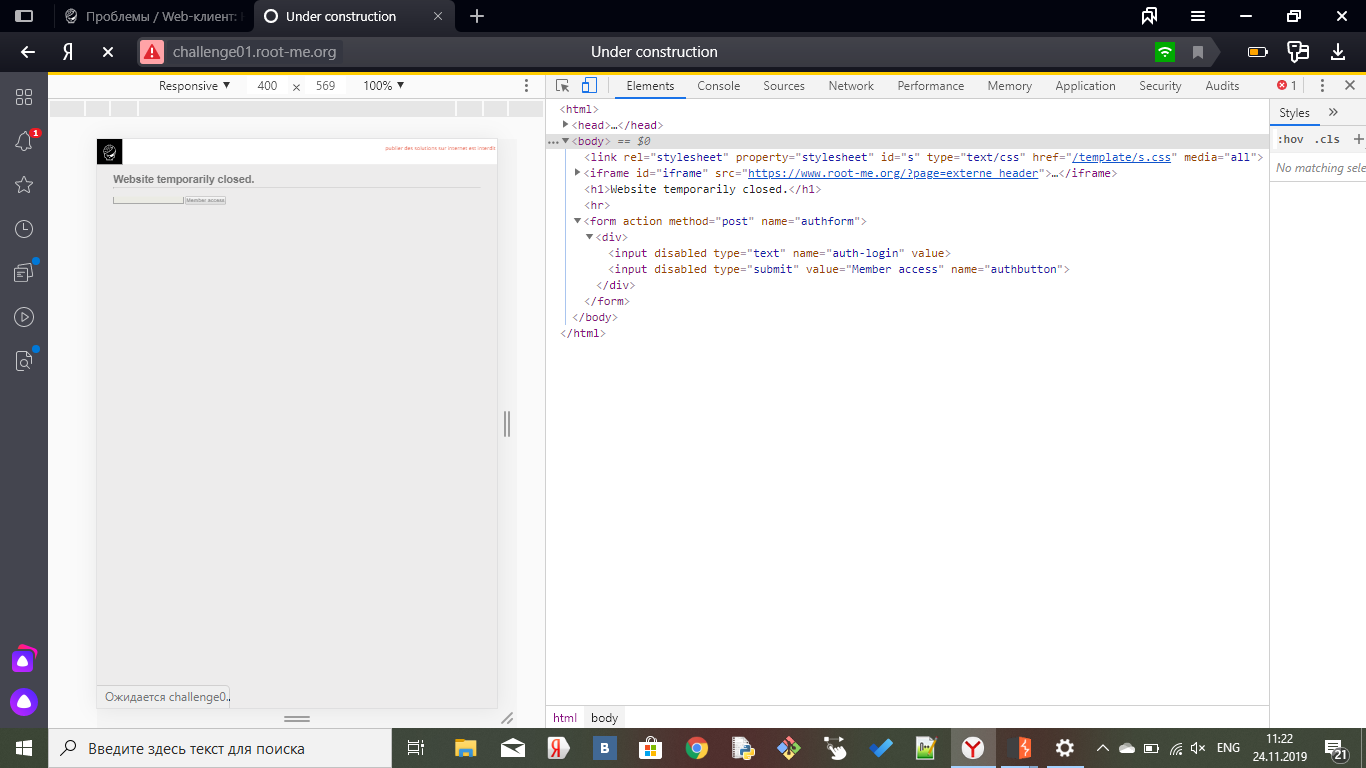 Проблемы / Web-клиент:
Under construction
challenge01.root-me.org
Under construction
1
Responsive ▼ 400 × 569 100% ▼
Elements Console Sources Network Performance Memory Application Security Audits 1
publier des solutions sur internet est interdit
Website temporarily closed.
Member access
<html>
<head>…</head>
<body> == $0
<link rel="stylesheet" property="stylesheet" id="s" type="text/css" href="/template/s.css" media="all">
<iframe id="iframe" src="https://www.root-me.org/?page=externe_header">…</iframe>
<h1>Website temporarily closed.</h1>
<hr>
<form action method="post" name="authform">
<div>
<input disabled type="text" name="auth-login" value>
<input disabled type="submit" value="Member access" name="authbutton">
</div>
</form>
</body>
</html>
Styles »
:hov .cls +
No matching sele
Ожидается challenge0..
html body
Введите здесь текст для поиска
ENG
11:22
24.11.2019
21